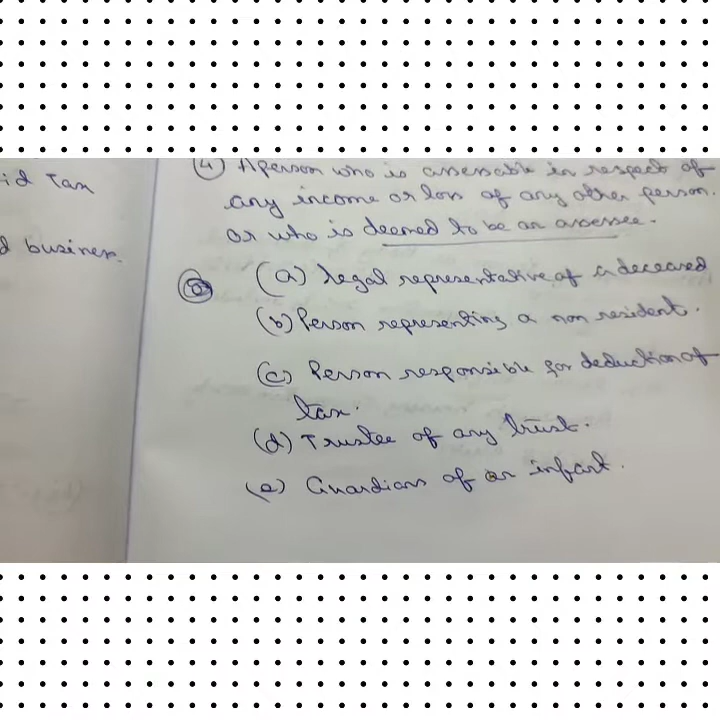 id Tax
d business.
(4) A person who is assessable in respect of
any income or loss of any other person.
or who is deemed to be an assessee.
(a) legal representative of a deceased
(b) Person representing a non resident.
(c) Person responsible for deduction of
tax.
(d) Trustee of any trust.
(e) Guardian of an infant.